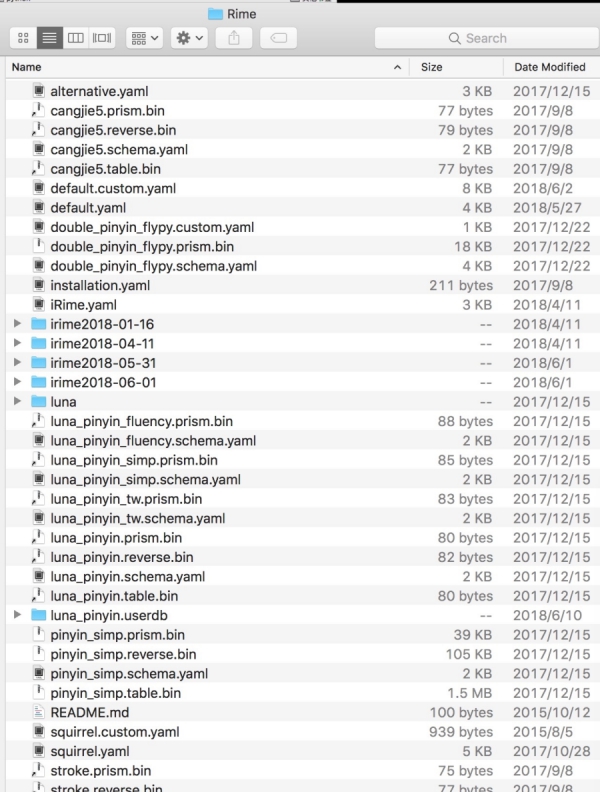 Rime
Search
Name Size Date Modified
alternative.yaml 3 KB 2017/12/15
cangjie5.prism.bin 77 bytes 2017/9/8
cangjie5.reverse.bin 79 bytes 2017/9/8
cangjie5.schema.yaml 2 KB 2017/9/8
cangjie5.table.bin 77 bytes 2017/9/8
default.custom.yaml 8 KB 2018/6/2
default.yaml 4 KB 2018/5/27
double_pinyin_flypy.custom.yaml 1 KB 2017/12/22
double_pinyin_flypy.prism.bin 18 KB 2017/12/22
double_pinyin_flypy.schema.yaml 4 KB 2017/12/22
installation.yaml 211 bytes 2017/9/8
iRime.yaml 3 KB 2018/4/11
irime2018-01-16 -- 2018/4/11
irime2018-04-11 -- 2018/4/11
irime2018-05-31 -- 2018/6/1
irime2018-06-01 -- 2018/6/1
luna -- 2017/12/15
luna_pinyin_fluency.prism.bin 88 bytes 2017/12/15
luna_pinyin_fluency.schema.yaml 2 KB 2017/12/15
luna_pinyin_simp.prism.bin 85 bytes 2017/12/15
luna_pinyin_simp.schema.yaml 2 KB 2017/12/15
luna_pinyin_tw.prism.bin 83 bytes 2017/12/15
luna_pinyin_tw.schema.yaml 2 KB 2017/12/15
luna_pinyin.prism.bin 80 bytes 2017/12/15
luna_pinyin.reverse.bin 82 bytes 2017/12/15
luna_pinyin.schema.yaml 2 KB 2017/12/15
luna_pinyin.table.bin 80 bytes 2017/12/15
luna_pinyin.userdb -- 2018/6/10
pinyin_simp.prism.bin 39 KB 2017/12/15
pinyin_simp.reverse.bin 105 KB 2017/12/15
pinyin_simp.schema.yaml 2 KB 2017/12/15
pinyin_simp.table.bin 1.5 MB 2017/12/15
README.md 100 bytes 2015/10/12
squirrel.custom.yaml 939 bytes 2015/8/5
squirrel.yaml 5 KB 2017/10/28
stroke.prism.bin 75 bytes 2017/9/8
stroke.reverse.bin 77 bytes 2017/9/8